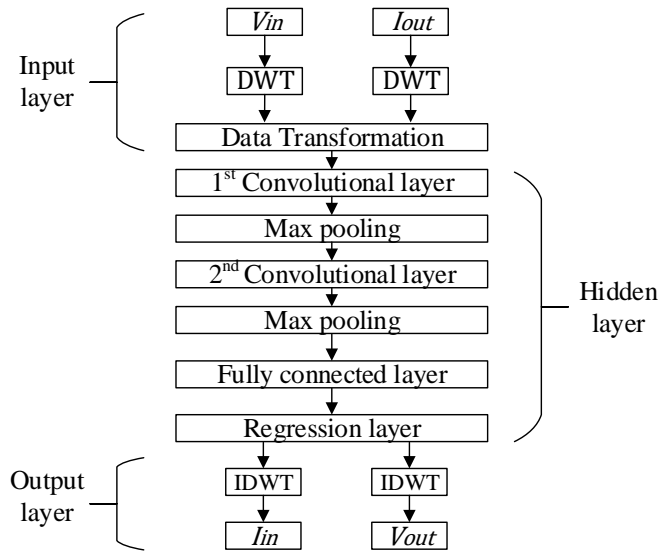 Vin
Iout
Input
layer
DWT
DWT
Data Transformation
1st Convolutional layer
Max pooling
2nd Convolutional layer
Max pooling
Hidden
layer
Fully connected layer
Regression layer
Output
layer
IDWT
IDWT
Iin
Vout